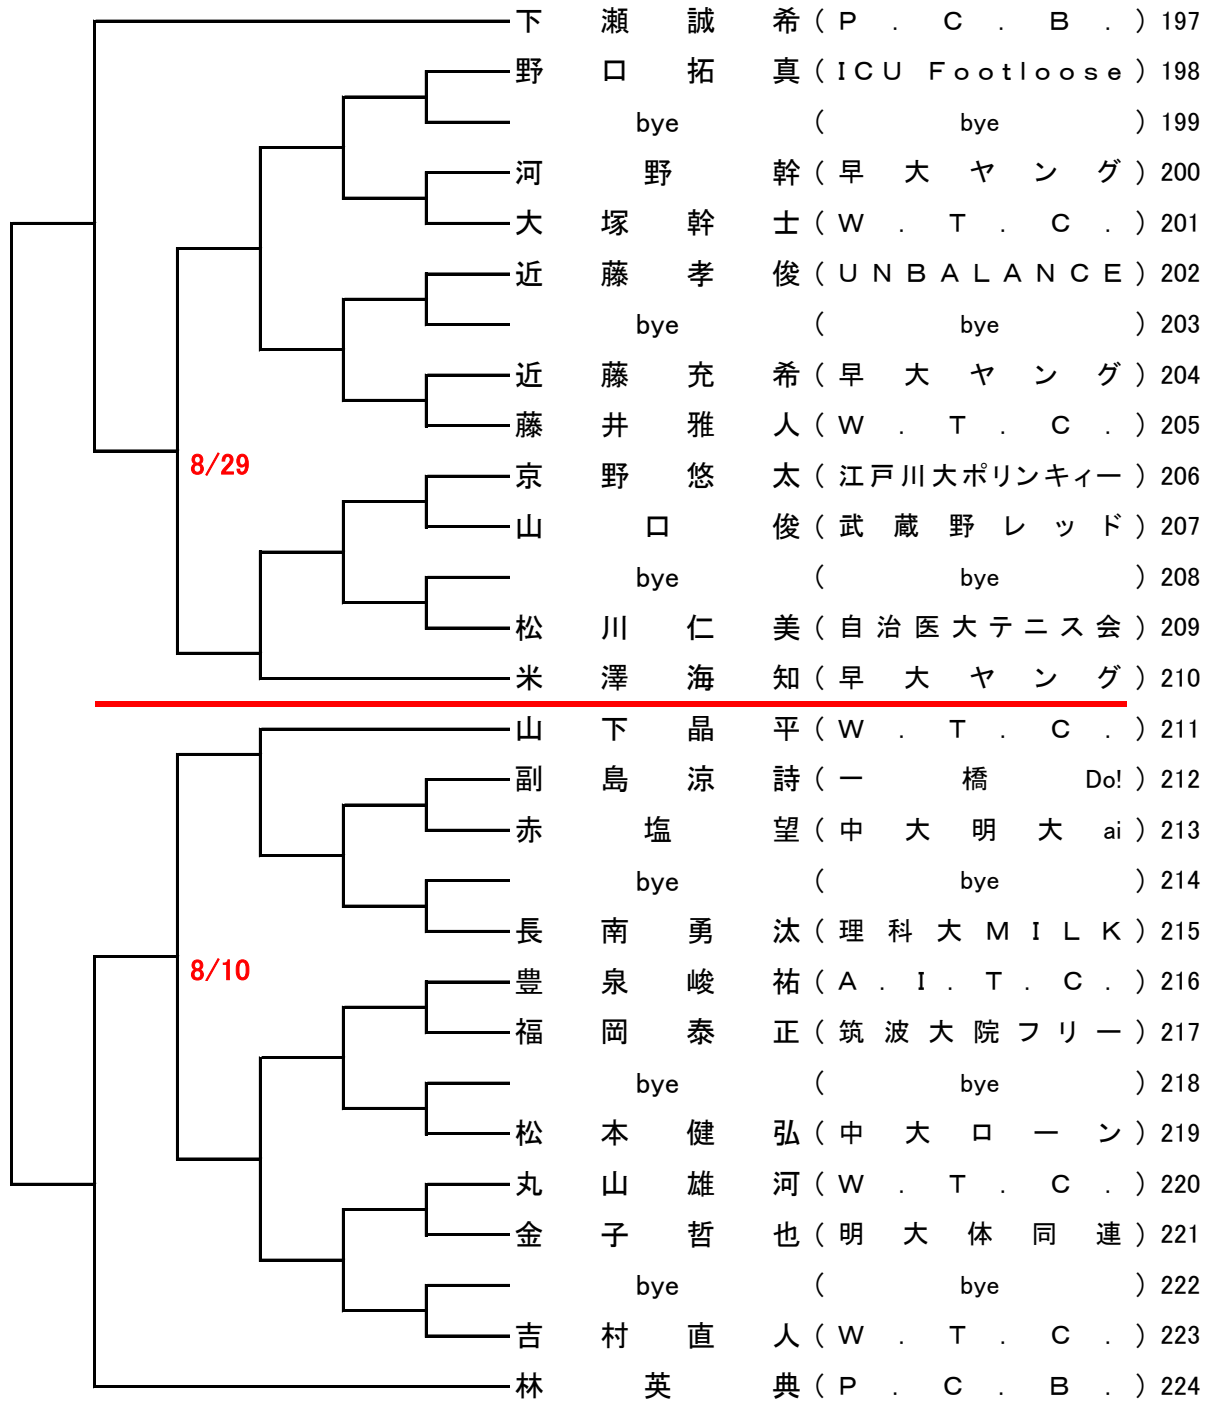 下瀬誠希(P.C.B.)197
野口拓真(ICU Footloose)198
bye(bye)199
河野幹(早大ヤング)200
大塚幹士(W.T.C.)201
近藤孝俊(UNBALANCE)202
bye(bye)203
近藤充希(早大ヤング)204
藤井雅人(W.T.C.)205
8/29
京野悠太(江戸川大ポリンキィー)206
山口俊(武蔵野レッド)207
bye(bye)208
松川仁美(自治医大テニス会)209
米澤海知(早大ヤング)210
山下晶平(W.T.C.)211
副島涼詩(一橋Do!)212
赤塩望(中大明大ai)213
bye(bye)214
長南勇汰(理科大MILK)215
8/10
豊泉峻祐(A.I.T.C.)216
福岡泰正(筑波大院フリー)217
bye(bye)218
松本健弘(中大ローン)219
丸山雄河(W.T.C.)220
金子哲也(明大体同連)221
bye(bye)222
吉村直人(W.T.C.)223
林英典(P.C.B.)224